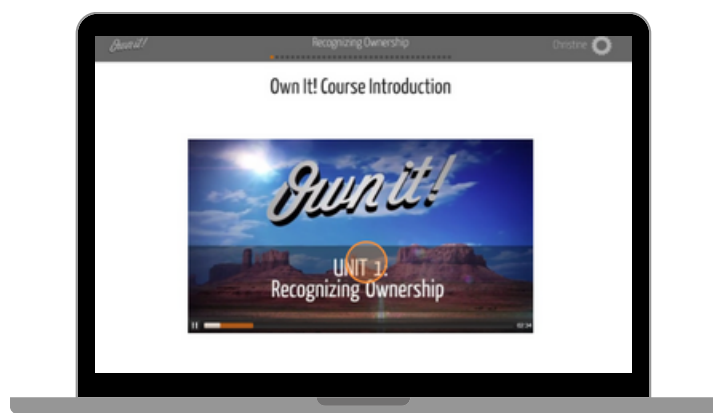 Own it!
Recognizing Ownership
Christine
Own It! Course Introduction
Own it!
UNIT 1:
Recognizing Ownership
02:34